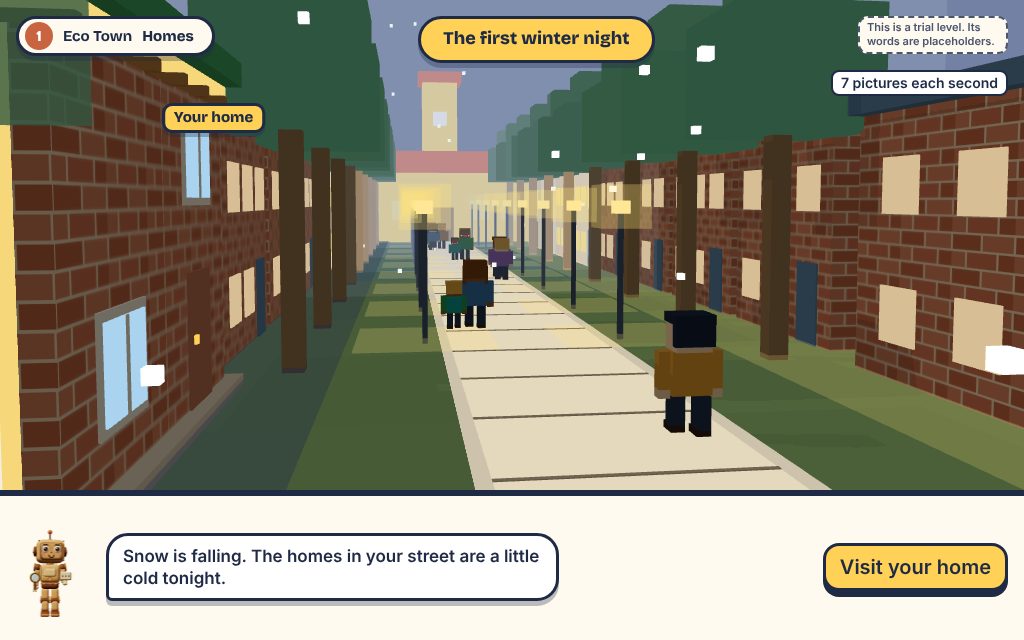 1 Eco Town Homes
The first winter night
This is a trial level. Its
words are placeholders.
7 pictures each second
Your home
Snow is falling. The homes in your street are a little
cold tonight.
Visit your home